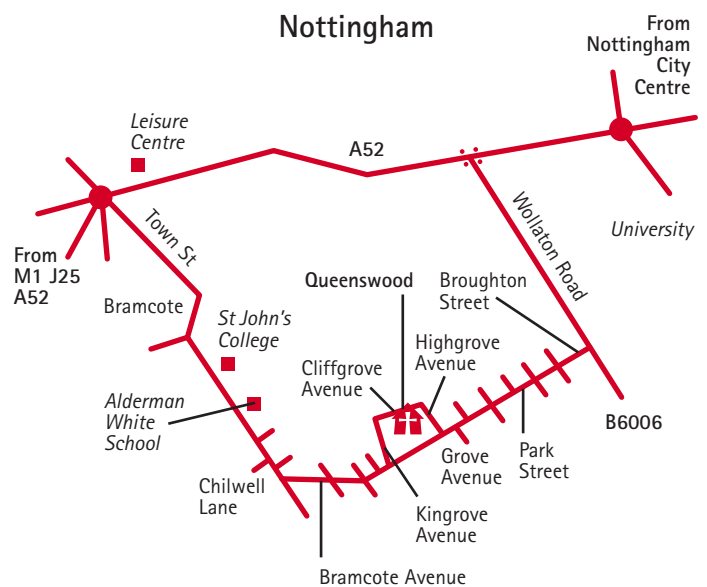 Nottingham
From
Nottingham
City
Centre
Leisure
Centre
A52
Town St
Wollaton Road
University
From
M1 J25
A52
Bramcote
St John's
College
Queenswood
Broughton
Street
Cliffgrove
Avenue
Highgrove
Avenue
Alderman
White
School
B6006
Grove
Avenue
Park
Street
Chilwell
Lane
Kingrove
Avenue
Bramcote Avenue